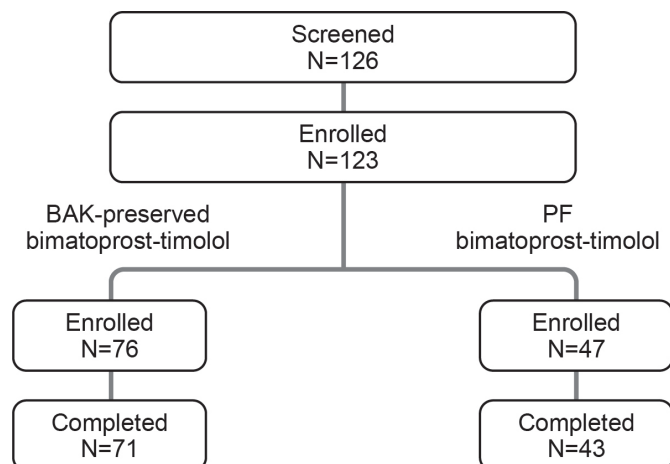 Screened
N=126
Enrolled
N=123
BAK-preserved
bimatoprost-timolol
PF
bimatoprost-timolol
Enrolled
N=76
Enrolled
N=47
Completed
N=71
Completed
N=43